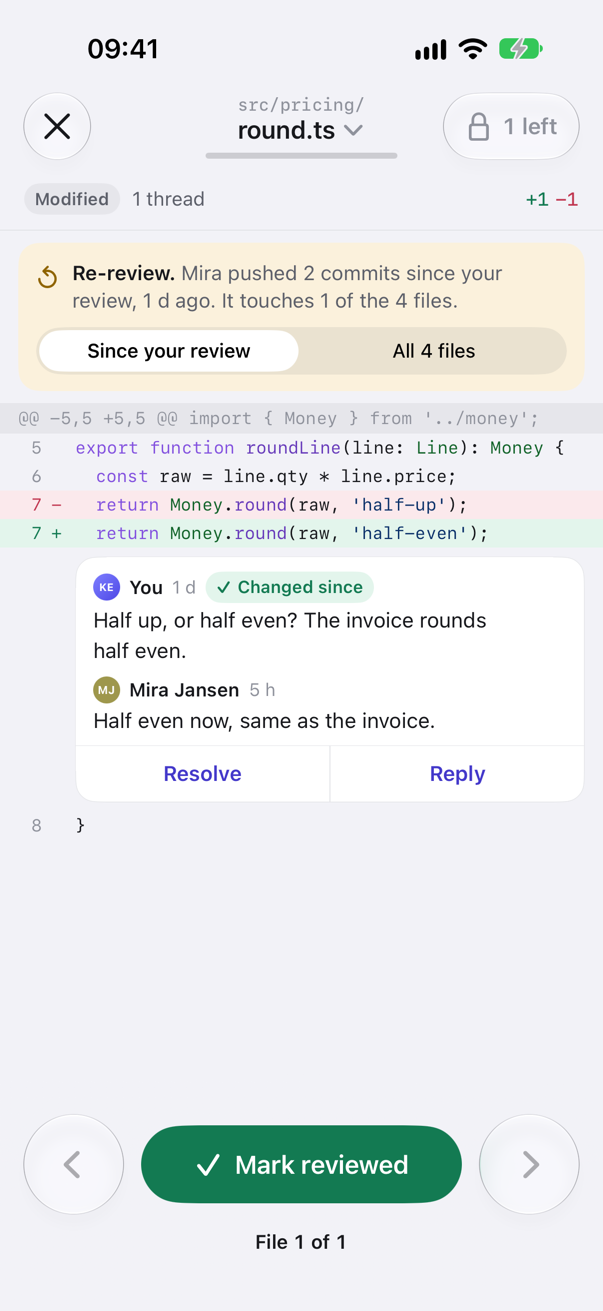 09:41
src/pricing/
round.ts
1 left
Modified 1 thread +1 −1
Re-review. Mira pushed 2 commits since your
review, 1 d ago. It touches 1 of the 4 files.
Since your review All 4 files
@@ −5,5 +5,5 @@ import { Money } from '../money';
5 export function roundLine(line: Line): Money {
6 const raw = line.qty * line.price;
7 − return Money.round(raw, 'half−up');
7 + return Money.round(raw, 'half−even');
KE You 1 d ✓ Changed since
Half up, or half even? The invoice rounds
half even.
MJ Mira Jansen 5 h
Half even now, same as the invoice.
Resolve Reply
8 }
✓ Mark reviewed
File 1 of 1